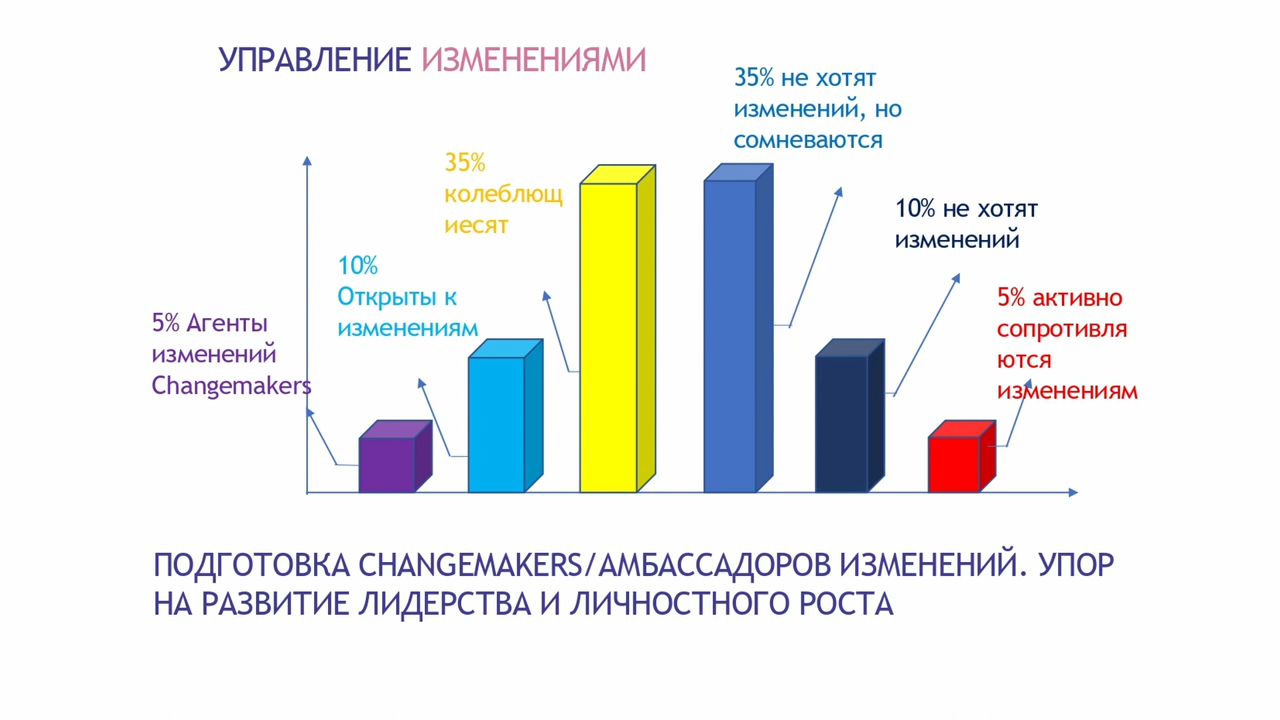 УПРАВЛЕНИЕ ИЗМЕНЕНИЯМИ
5% Агенты
изменений
Changemakers
10%
Открыты к
изменениям
35%
колеблющ
иесят
35% не хотят
изменений, но
сомневаются
10% не хотят
изменений
5% активно
сопротивля
ются
изменениям
ПОДГОТОВКА CHANGEMAKERS/АМБАССАДОРОВ ИЗМЕНЕНИЙ. УПОР
НА РАЗВИТИЕ ЛИДЕРСТВА И ЛИЧНОСТНОГО РОСТА